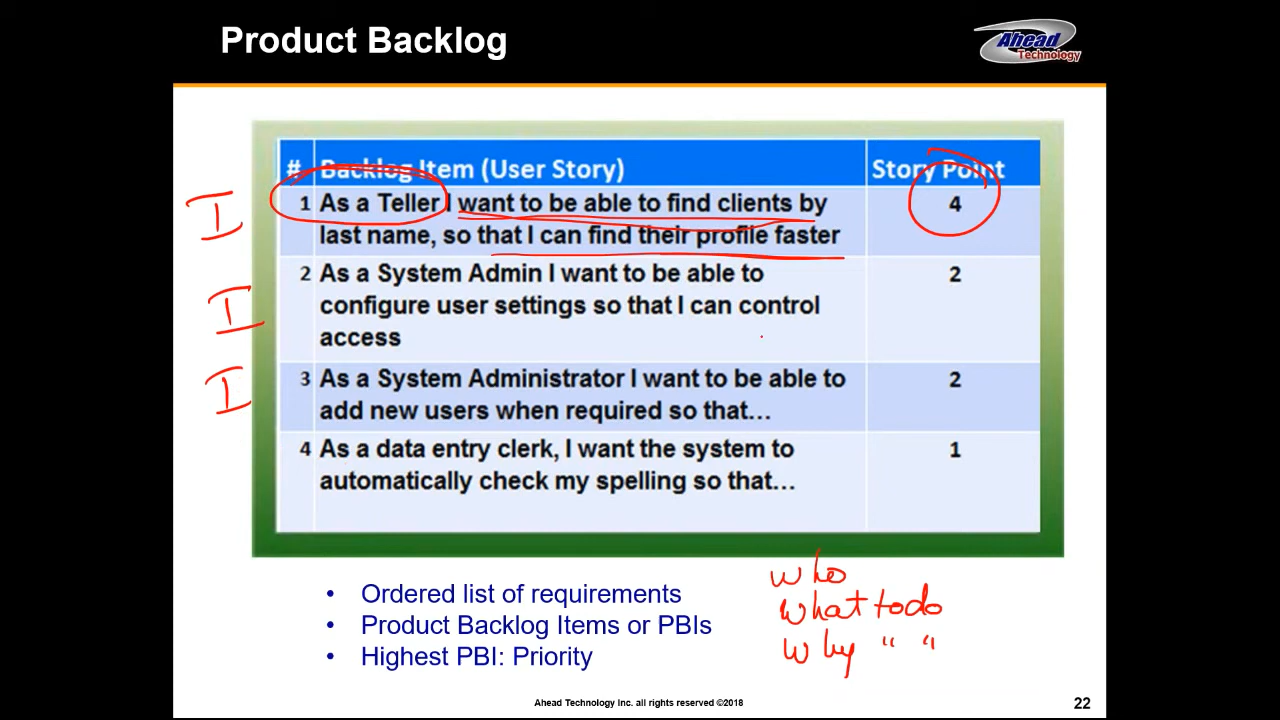 Product Backlog
Ahead
Technology
# Backlog Item (User Story) Story Point
1 As a Teller I want to be able to find clients by 4
last name, so that I can find their profile faster
2 As a System Admin I want to be able to 2
configure user settings so that I can control
access
3 As a System Administrator I want to be able to 2
add new users when required so that...
4 As a data entry clerk, I want the system to 1
automatically check my spelling so that...
I
I
I
• Ordered list of requirements
• Product Backlog Items or PBIs
• Highest PBI: Priority
who
what to do
why " "
Ahead Technology Inc. all rights reserved ©2018
22